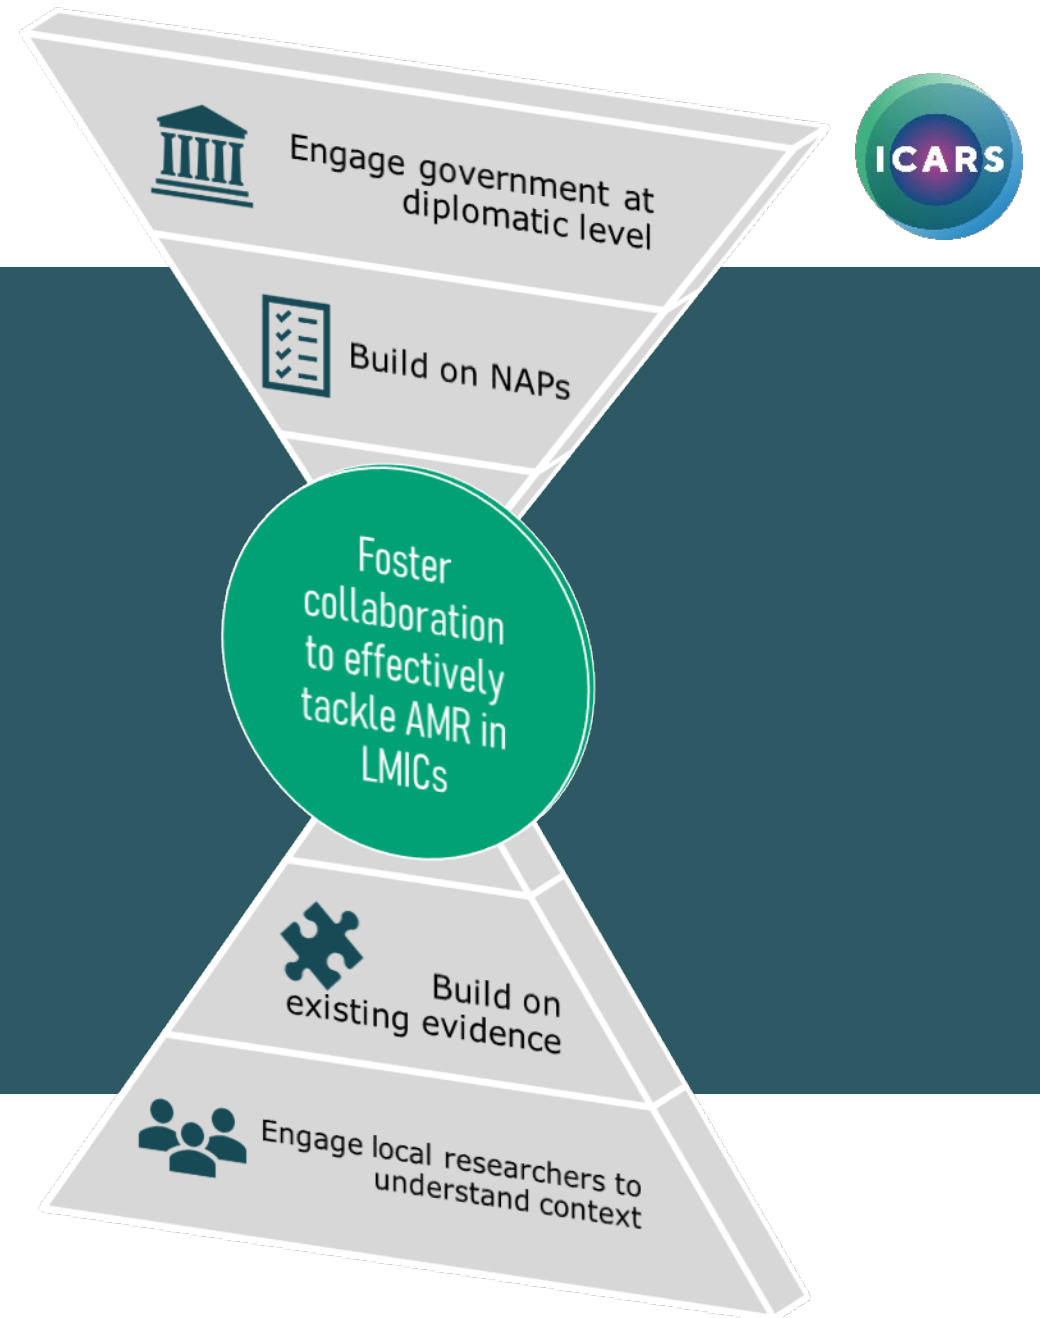 ICARS
Engage government at
diplomatic level
Build on NAPs
Foster
collaboration
to effectively
tackle AMR in
LMICs
Build on
existing evidence
Engage local researchers to
understand context